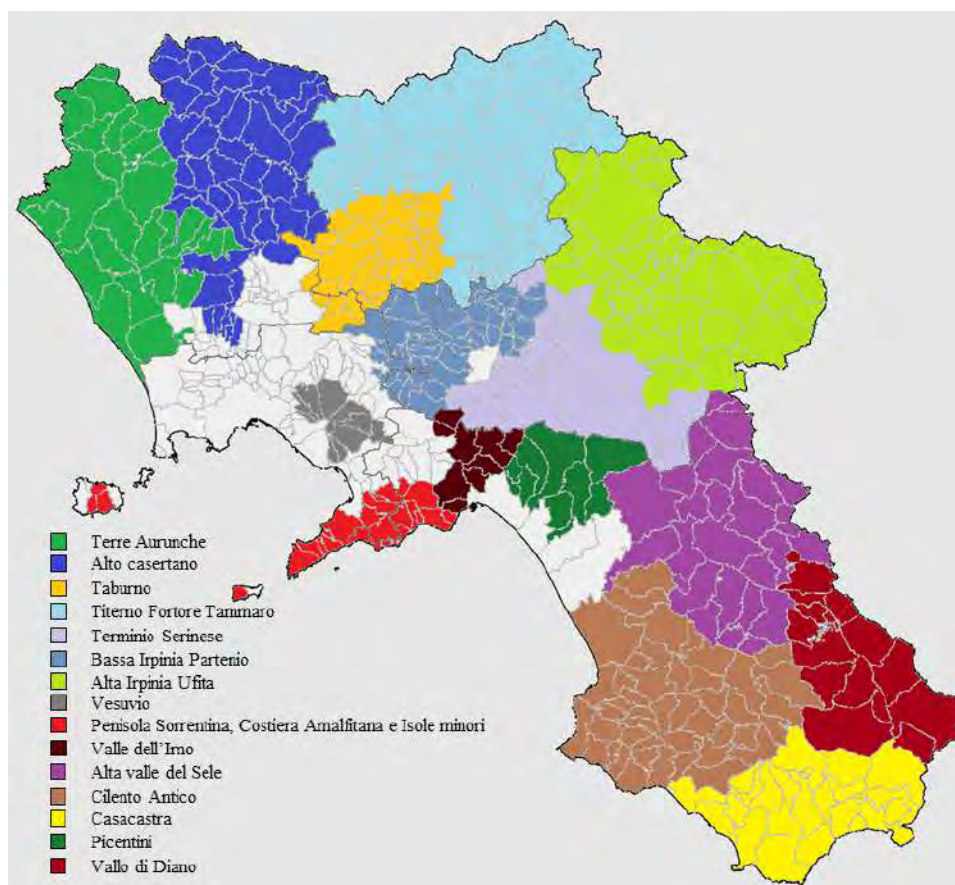 Terre Aurunche
Alto casertano
Taburno
Titerno Fortore Tammaro
Terminio Serinese
Bassa Irpinia Partenio
Alta Irpinia Ufita
Vesuvio
Penisola Sorrentina, Costiera Amalfitana e Isole minori
Valle dell'Irno
Alta valle del Sele
Cilento Antico
Casacastra
Picentini
Vallo di Diano